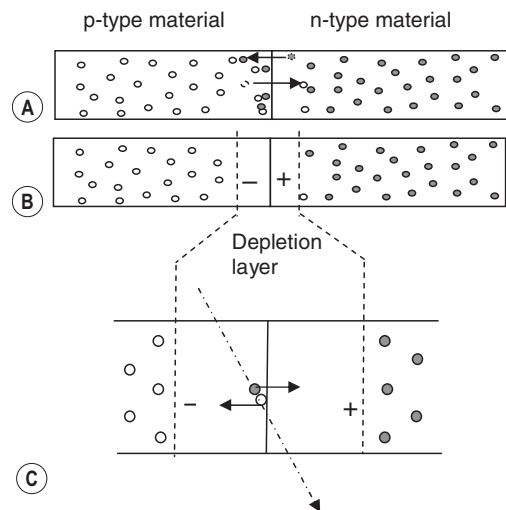 p-type material n-type material
A
B
− +
Depletion
layer
− +
C